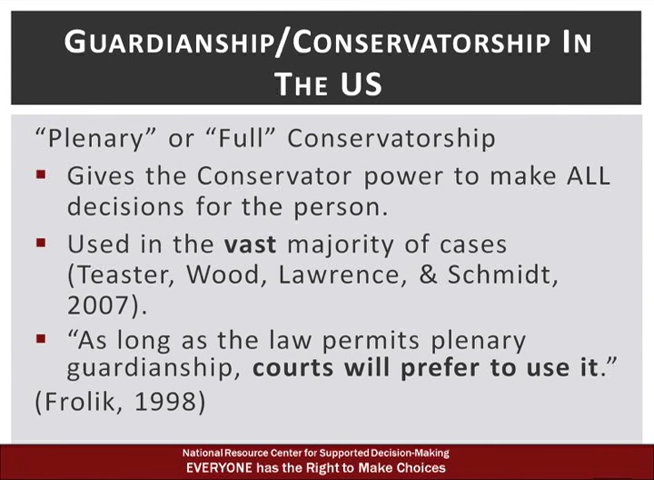 GUARDIANSHIP/CONSERVATORSHIP IN
THE US
“Plenary” or “Full” Conservatorship
▪ Gives the Conservator power to make ALL
decisions for the person.
▪ Used in the vast majority of cases
(Teaster, Wood, Lawrence, & Schmidt,
2007).
▪ “As long as the law permits plenary
guardianship, courts will prefer to use it.”
(Frolik, 1998)
National Resource Center for Supported Decision-Making
EVERYONE has the Right to Make Choices